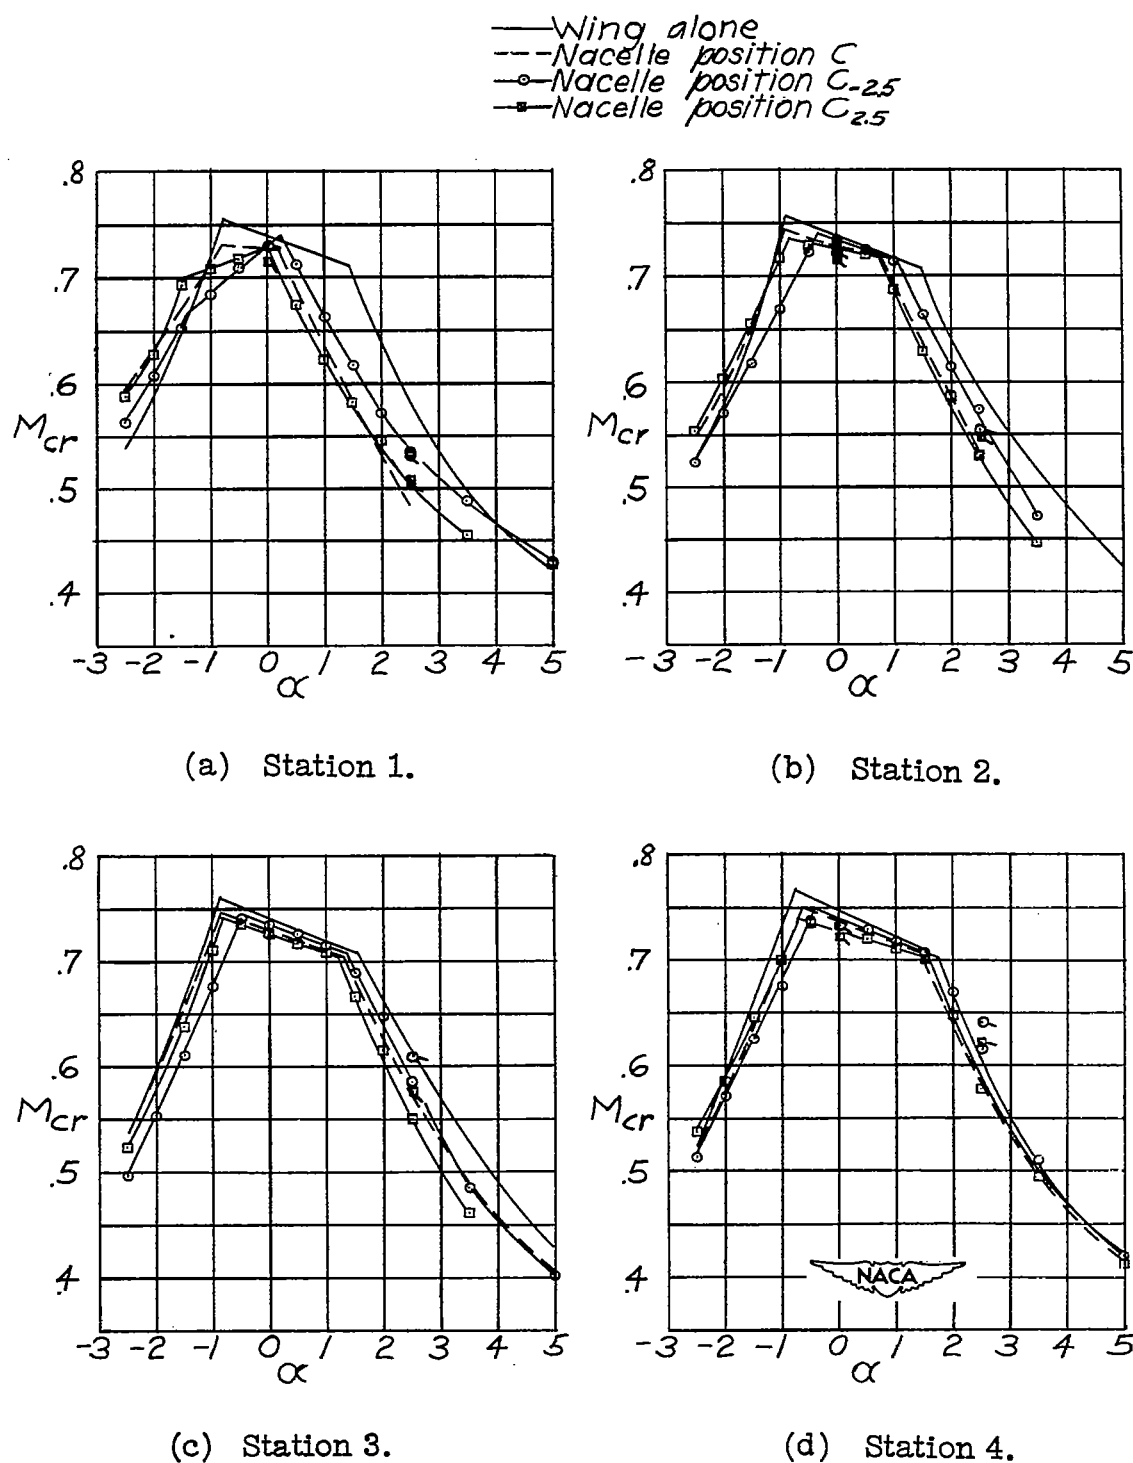 Wing alone
Nacelle position C
Nacelle position C-2.5
Nacelle position C2.5
.8
.7
.6
Mcr
.5
.4
-3 -2 -1 0 1 2 3 4 5
α
(a) Station 1.
.8
.7
.6
Mcr
.5
.4
-3 -2 -1 0 1 2 3 4 5
α
(b) Station 2.
.8
.7
.6
Mcr
.5
.4
-3 -2 -1 0 1 2 3 4 5
α
(c) Station 3.
.8
.7
.6
Mcr
.5
.4
NACA
-3 -2 -1 0 1 2 3 4 5
α
(d) Station 4.